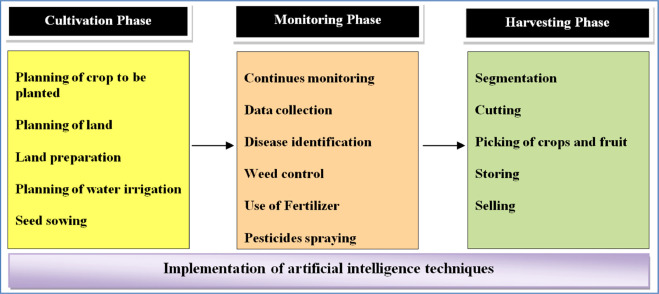 Cultivation Phase
Planning of crop to be
planted
Planning of land
Land preparation
Planning of water irrigation
Seed sowing
Monitoring Phase
Continues monitoring
Data collection
Disease identification
Weed control
Use of Fertilizer
Pesticides spraying
Harvesting Phase
Segmentation
Cutting
Picking of crops and fruit
Storing
Selling
Implementation of artificial intelligence techniques